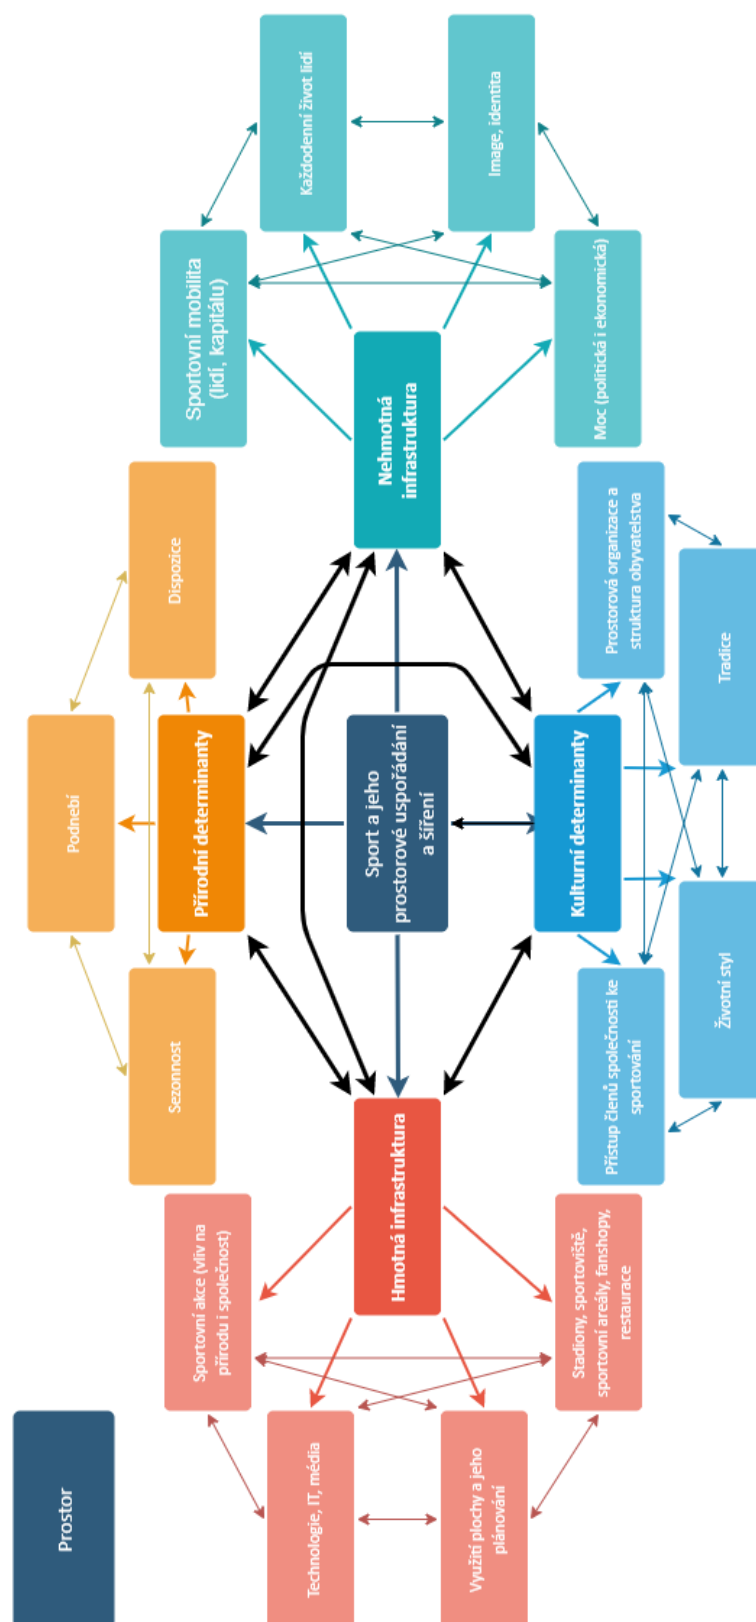 Prostor
Podnebí
Sezonnost
Dispozice
Sportovní akce (vliv na
přírodu i společnost)
Přírodní determinanty
Sportovní mobilita
(lidí, kapitálu)
Technologie, IT, média
Každodenní život lidí
Hmotná infrastruktura
Sport a jeho
prostorové uspořádání
a šíření
Nehmotná
infrastruktura
Využití plochy a jeho
plánování
Image, identita
Kulturní determinanty
Stadiony, sportoviště,
sportovní areály, fanshopy,
restaurace
Přístup členů společnosti ke
sportování
Prostorová organizace a
struktura obyvatelstva
Moc (politická i ekonomická)
Životní styl
Tradice